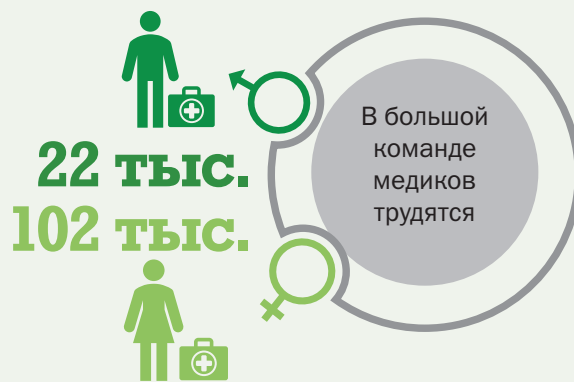 22 тыс.
102 тыс.
В большой
команде
медиков
трудятся